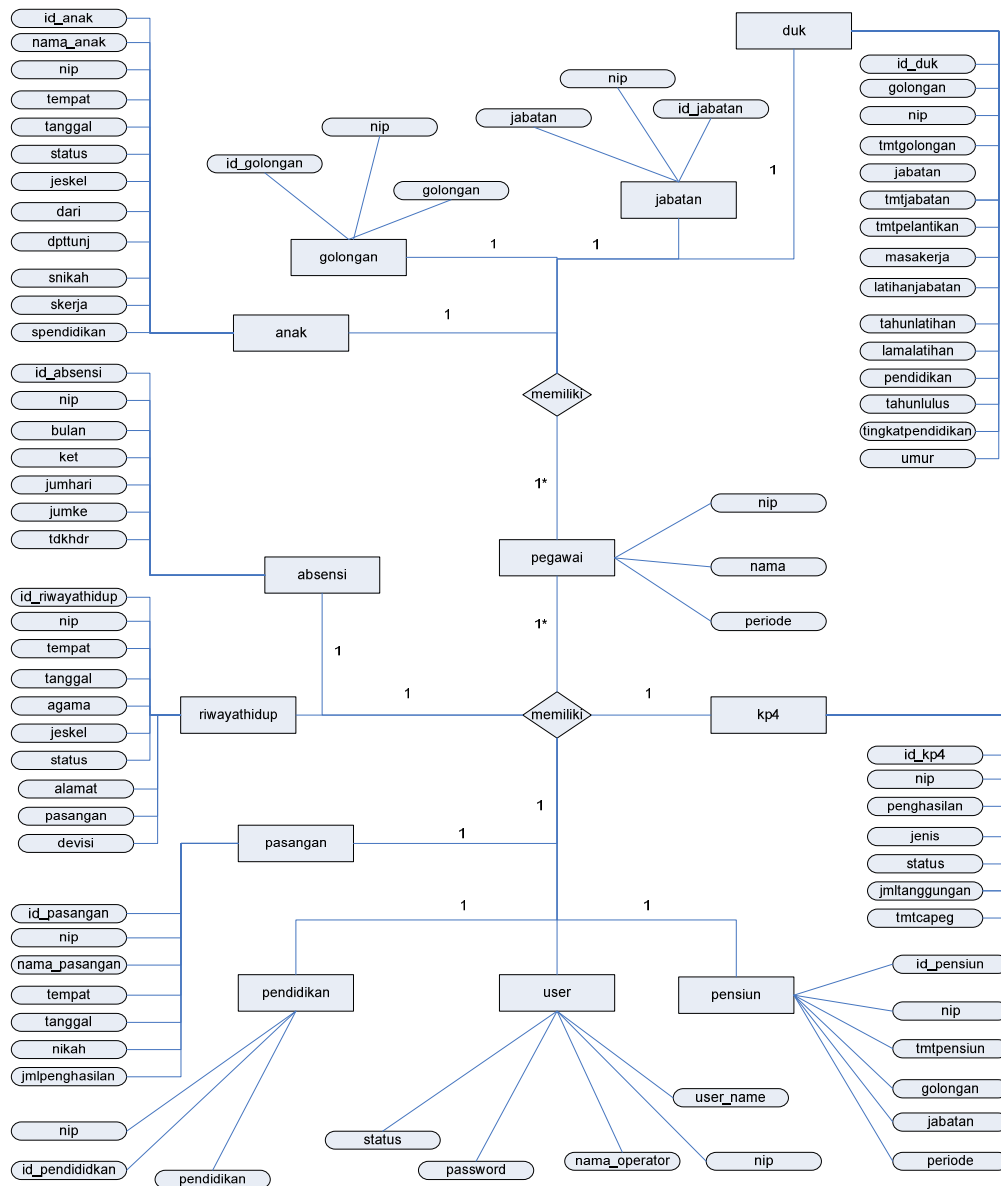 id_anak
nama_anak
nip
tempat
tanggal
status
jeskel
dari
dpttunj
snikah
skerja
spendidikan
anak
1
id_golongan
nip
golongan
golongan
1
jabatan
nip
id_jabatan
jabatan
1
duk
1
id_duk
golongan
nip
tmtgolongan
jabatan
tmtjabatan
tmtpelantikan
masakerja
latihanjabatan
tahunlatihan
lamalatihan
pendidikan
tahunlulus
tingkatpendidikan
umur
memiliki
1*
pegawai
nip
nama
periode
1*
memiliki
id_absensi
nip
bulan
ket
jumhari
jumke
tdkhdr
absensi
1
id_riwayathidup
nip
tempat
tanggal
agama
jeskel
status
alamat
pasangan
devisi
riwayathidup
1
1
kp4
id_kp4
nip
penghasilan
jenis
status
jmltanggungan
tmtcapeg
1
pasangan
1
id_pasangan
nip
nama_pasangan
tempat
tanggal
nikah
jmlpenghasilan
1
1
pendidikan
nip
id_pendididkan
pendidikan
user
status
password
nama_operator
user_name
nip
pensiun
id_pensiun
nip
tmtpensiun
golongan
jabatan
periode